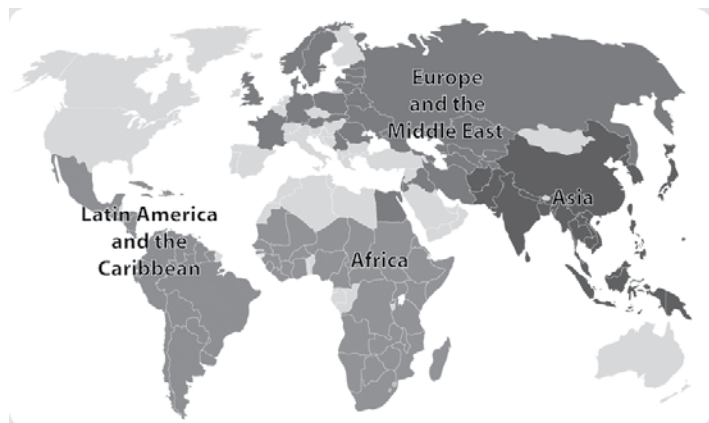 Europe
and the
Middle East
Asia
Latin America
and the
Caribbean
Africa